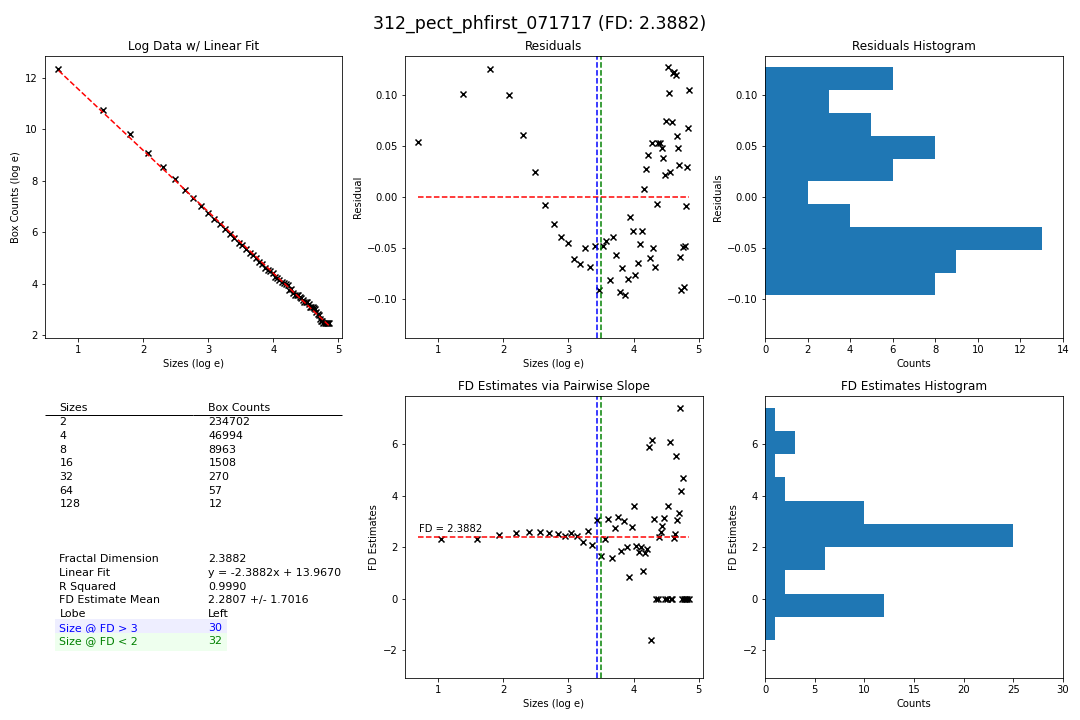 312_pect_phfirst_071717 (FD: 2.3882)
Log Data w/ Linear Fit
12
10
8
6
4
2
Box Counts (log e)
1 2 3 4 5
Sizes (log e)
Residuals
0.10
0.05
0.00
−0.05
−0.10
Residual
1 2 3 4 5
Sizes (log e)
Residuals Histogram
0.10
0.05
0.00
−0.05
−0.10
Residuals
0 2 4 6 8 10 12 14
Counts
Sizes Box Counts
2 234702
4 46994
8 8963
16 1508
32 270
64 57
128 12
Fractal Dimension 2.3882
Linear Fit y = -2.3882x + 13.9670
R Squared 0.9990
FD Estimate Mean 2.2807 +/- 1.7016
Lobe Left
Size @ FD > 3 30
Size @ FD < 2 32
FD Estimates via Pairwise Slope
6
4
2
0
−2
FD Estimates
FD = 2.3882
1 2 3 4 5
Sizes (log e)
FD Estimates Histogram
6
4
2
0
−2
FD Estimates
0 5 10 15 20 25 30
Counts